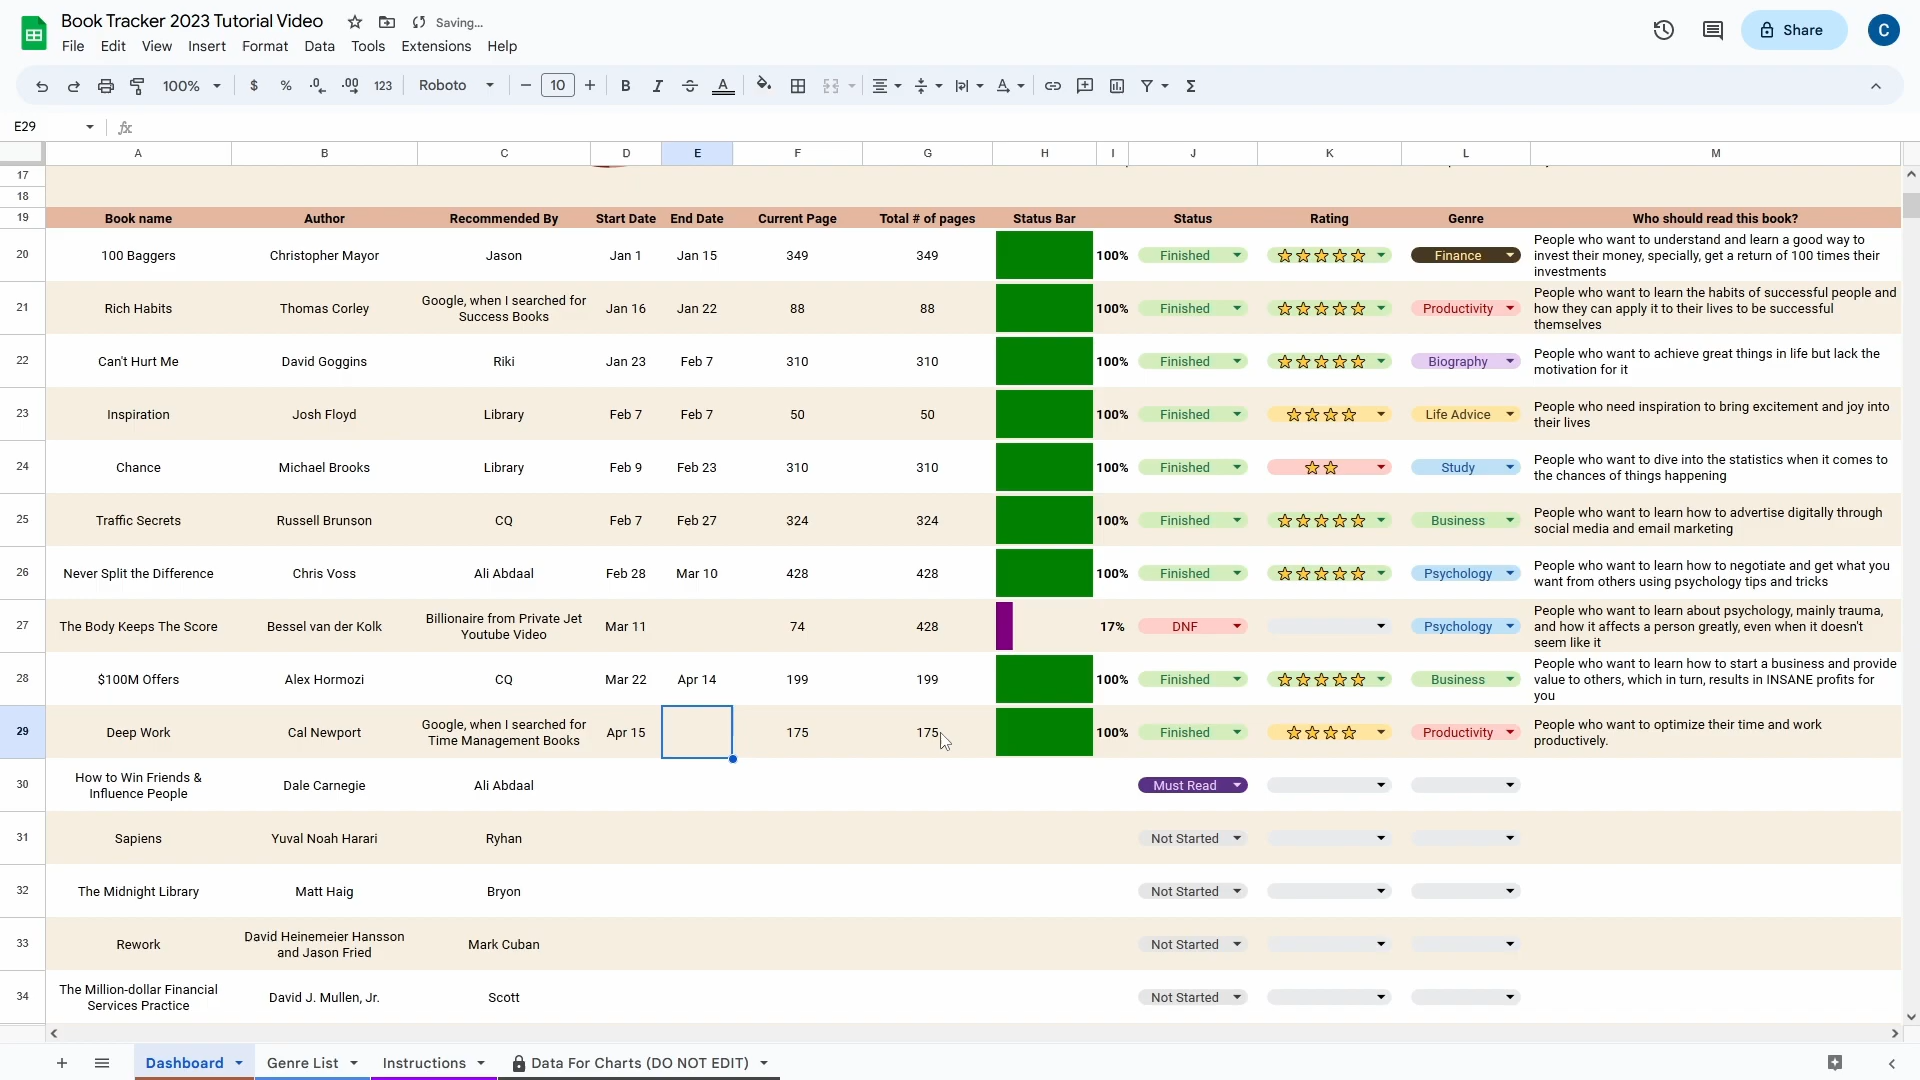 Book Tracker 2023 Tutorial Video Saving...
File Edit View Insert Format Data Tools Extensions Help
Share
C
100% $ % .0 .00 123 Roboto 10 B I A
E29 fx
A B C D E F G H I J K L M
17
18
19 Book name Author Recommended By Start Date End Date Current Page Total # of pages Status Bar Status Rating Genre Who should read this book?
20 100 Baggers Christopher Mayor Jason Jan 1 Jan 15 349 349 100% Finished Finance People who want to understand and learn a good way to
invest their money, specially, get a return of 100 times their
investments
21 Rich Habits Thomas Corley Google, when I searched for
Success Books Jan 16 Jan 22 88 88 100% Finished Productivity People who want to learn the habits of successful people and
how they can apply it to their lives to be successful
themselves
22 Can't Hurt Me David Goggins Riki Jan 23 Feb 7 310 310 100% Finished Biography People who want to achieve great things in life but lack the
motivation for it
23 Inspiration Josh Floyd Library Feb 7 Feb 7 50 50 100% Finished Life Advice People who need inspiration to bring excitement and joy into
their lives
24 Chance Michael Brooks Library Feb 9 Feb 23 310 310 100% Finished Study People who want to dive into the statistics when it comes to
the chances of things happening
25 Traffic Secrets Russell Brunson CQ Feb 7 Feb 27 324 324 100% Finished Business People who want to learn how to advertise digitally through
social media and email marketing
26 Never Split the Difference Chris Voss Ali Abdaal Feb 28 Mar 10 428 428 100% Finished Psychology People who want to learn how to negotiate and get what you
want from others using psychology tips and tricks
27 The Body Keeps The Score Bessel van der Kolk Billionaire from Private Jet
Youtube Video Mar 11 74 428 17% DNF Psychology People who want to learn about psychology, mainly trauma,
and how it affects a person greatly, even when it doesn't
seem like it
28 $100M Offers Alex Hormozi CQ Mar 22 Apr 14 199 199 100% Finished Business People who want to learn how to start a business and provide
value to others, which in turn, results in INSANE profits for
you
29 Deep Work Cal Newport Google, when I searched for
Time Management Books Apr 15 175 175 100% Finished Productivity People who want to optimize their time and work
productively.
30 How to Win Friends &
Influence People Dale Carnegie Ali Abdaal Must Read
31 Sapiens Yuval Noah Harari Ryhan Not Started
32 The Midnight Library Matt Haig Bryon Not Started
33 Rework David Heinemeier Hansson
and Jason Fried Mark Cuban Not Started
34 The Million-dollar Financial
Services Practice David J. Mullen, Jr. Scott Not Started
Dashboard Genre List Instructions Data For Charts (DO NOT EDIT)